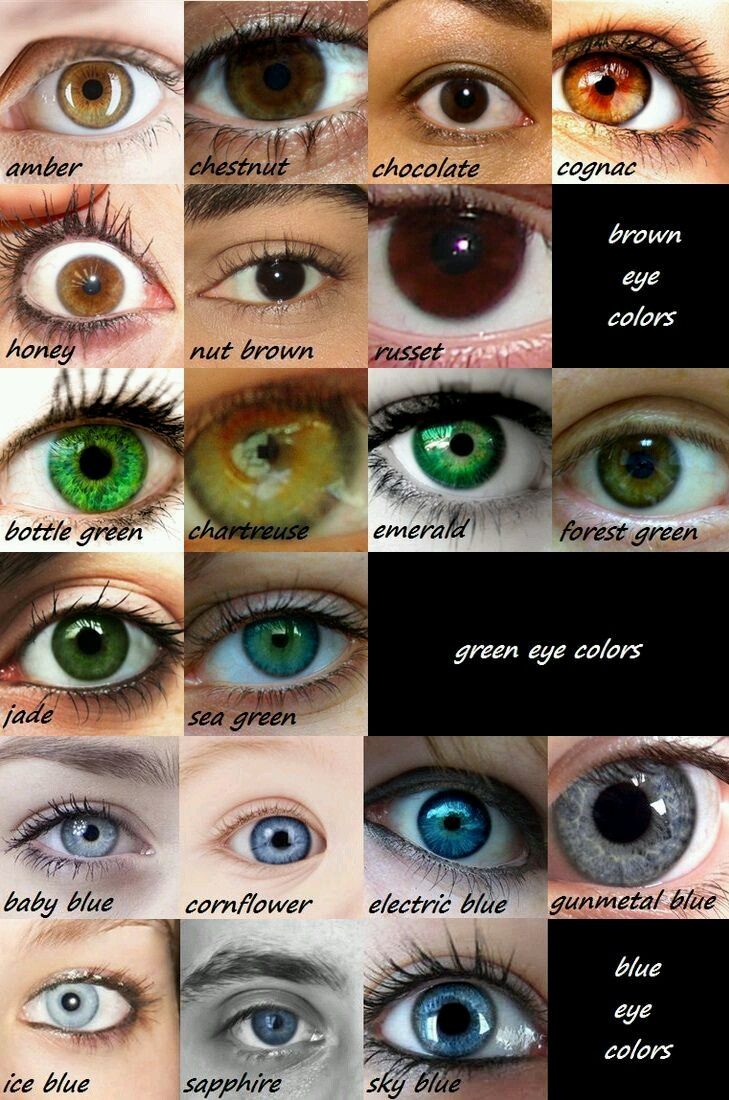 amber
chestnut
chocolate
cognac
honey
nut brown
russet
brown
eye
colors
bottle green
chartreuse
emerald
forest green
jade
sea green
green eye colors
baby blue
cornflower
electric blue
gunmetal blue
ice blue
sapphire
sky blue
blue
eye
colors